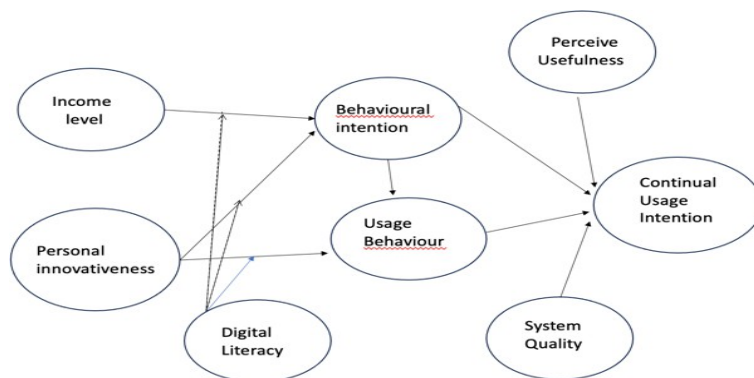 Perceive
Usefulness
Income
level
Behavioural
intention
Continual
Usage
Intention
Personal
innovativeness
Usage
Behaviour
Digital
Literacy
System
Quality